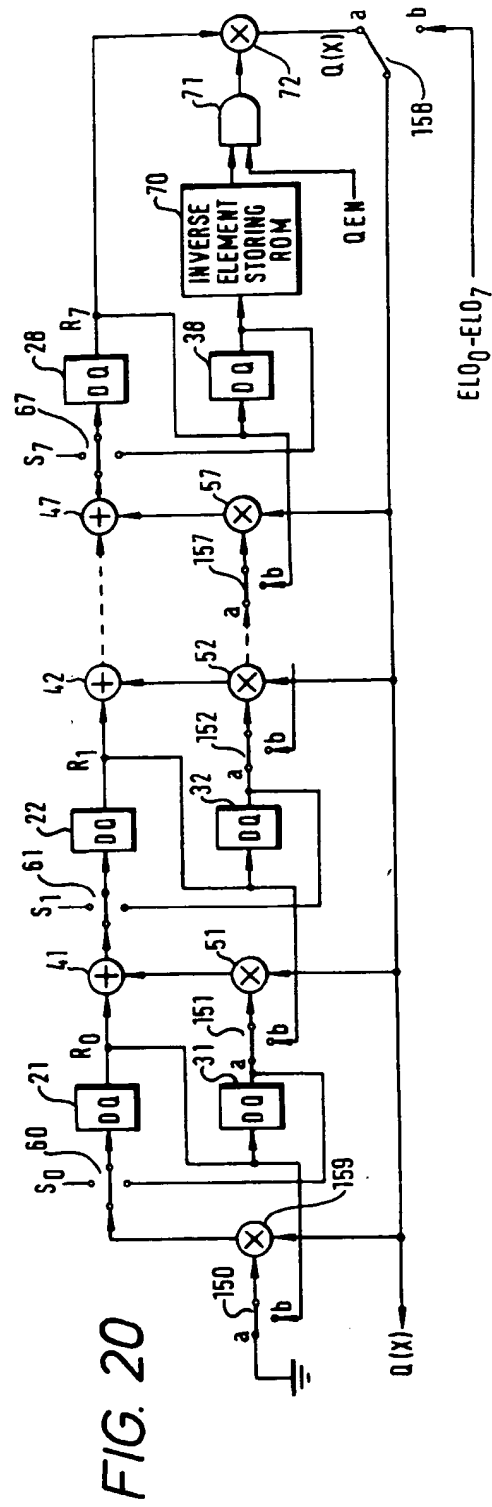 FIG. 20
S0
60
21
D Q
R0
41
S1
61
22
D Q
R1
42
47
S7
67
28
D Q
R7
72
Q(X)
a
b
158
71
QEN
70
INVERSE
ELEMENT
STORING
ROM
38
D Q
57
157
a
b
52
152
a
b
32
D Q
51
151
a
b
31
D Q
159
150
a
b
Q(X)
ELO0-ELO7